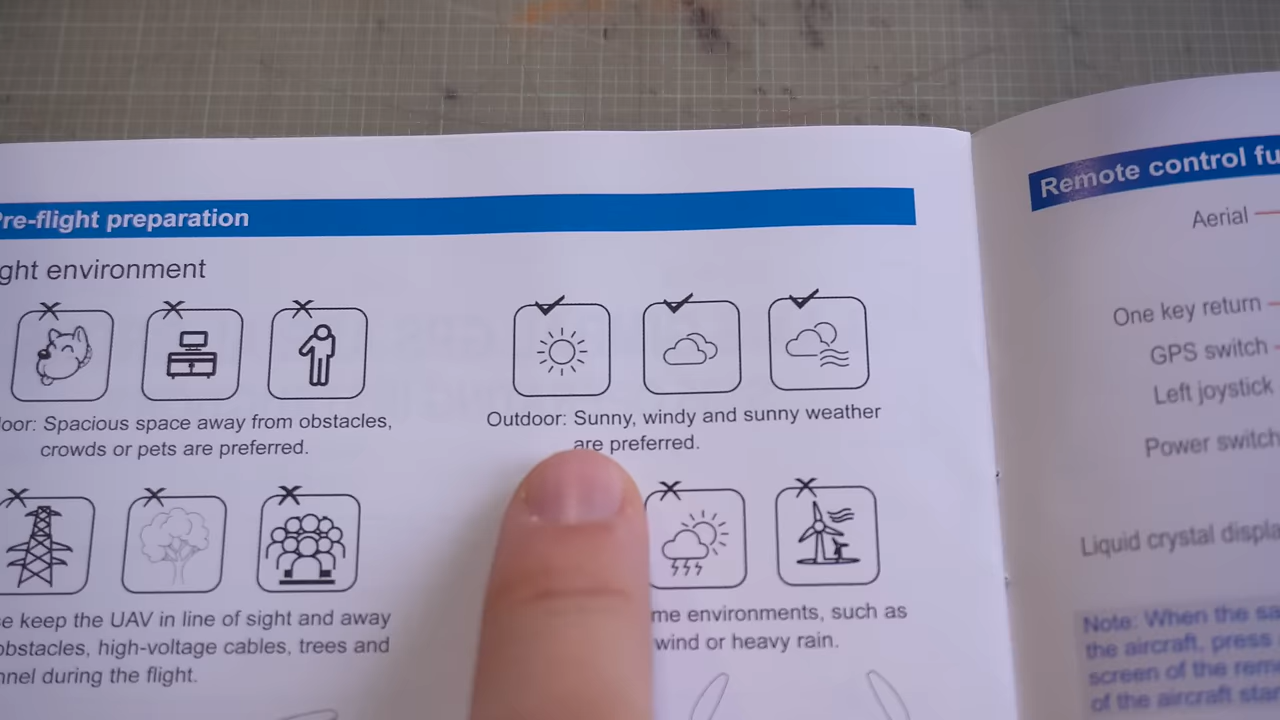 Pre-flight preparation
ght environment
oor: Spacious space away from obstacles,
crowds or pets are preferred.
Outdoor: Sunny, windy and sunny weather
are preferred.
se keep the UAV in line of sight and away
obstacles, high-voltage cables, trees and
nnel during the flight.
me environments, such as
wind or heavy rain.
Remote control fu
Aerial
One key return
GPS switch
Left joystick
Power switch
Liquid crystal displa
Note: When the sa
the aircraft, press
screen of the rem
of the aircraft star